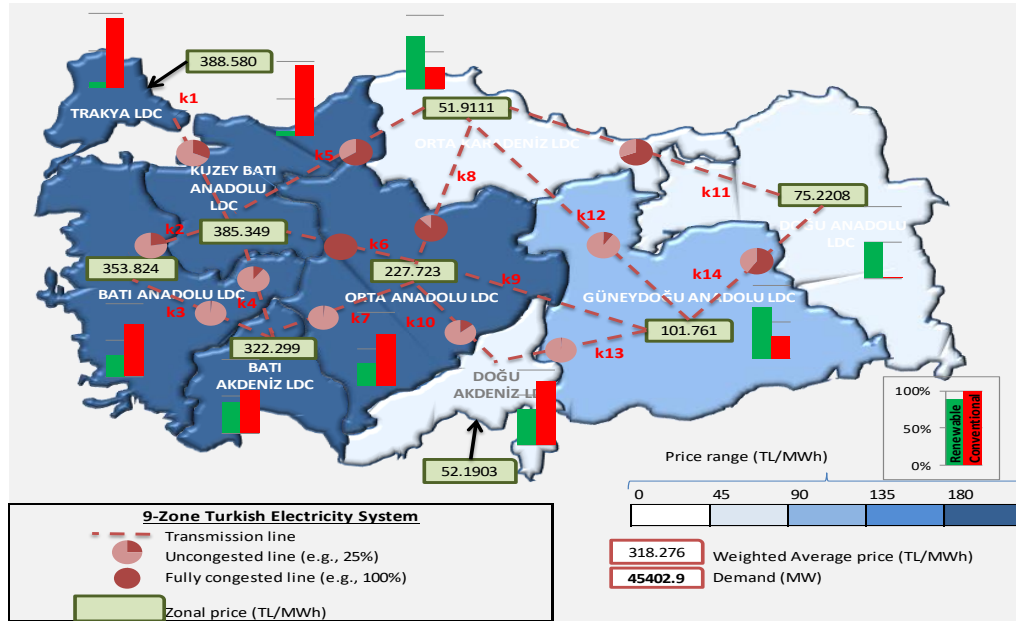 388.580
k1
TRAKYA LDC
51.9111
ORTA KARADENİZ LDC
k5
KUZEY BATI
ANADOLU
LDC
k8
k11
75.2208
DOĞU ANADOLU
LDC
k2
385.349
k6
k12
353.824
227.723
k9
k14
BATI ANADOLU LDC
k4
ORTA ANADOLU LDC
GÜNEYDOĞU ANADOLU LDC
k3
k7
k10
101.761
322.299
k13
BATI
AKDENİZ LDC
DOĞU
AKDENİZ LDC
52.1903
100%
50%
0%
Renewable
Conventional
Price range (TL/MWh)
0 45 90 135 180
9-Zone Turkish Electricity System
Transmission line
Uncongested line (e.g., 25%)
Fully congested line (e.g., 100%)
Zonal price (TL/MWh)
318.276 Weighted Average price (TL/MWh)
45402.9 Demand (MW)